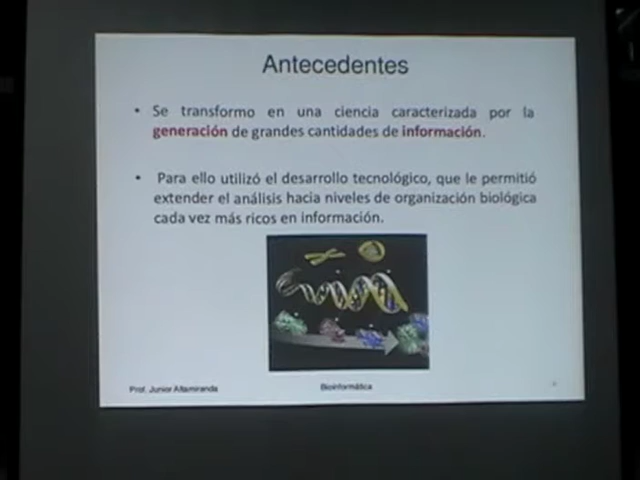 Antecedentes
• Se transformo en una ciencia caracterizada por la
generación de grandes cantidades de información.
• Para ello utilizó el desarrollo tecnológico, que le permitió
extender el análisis hacia niveles de organización biológica
cada vez más ricos en información.
Prof. Junior Altamiranda
Bioinformática